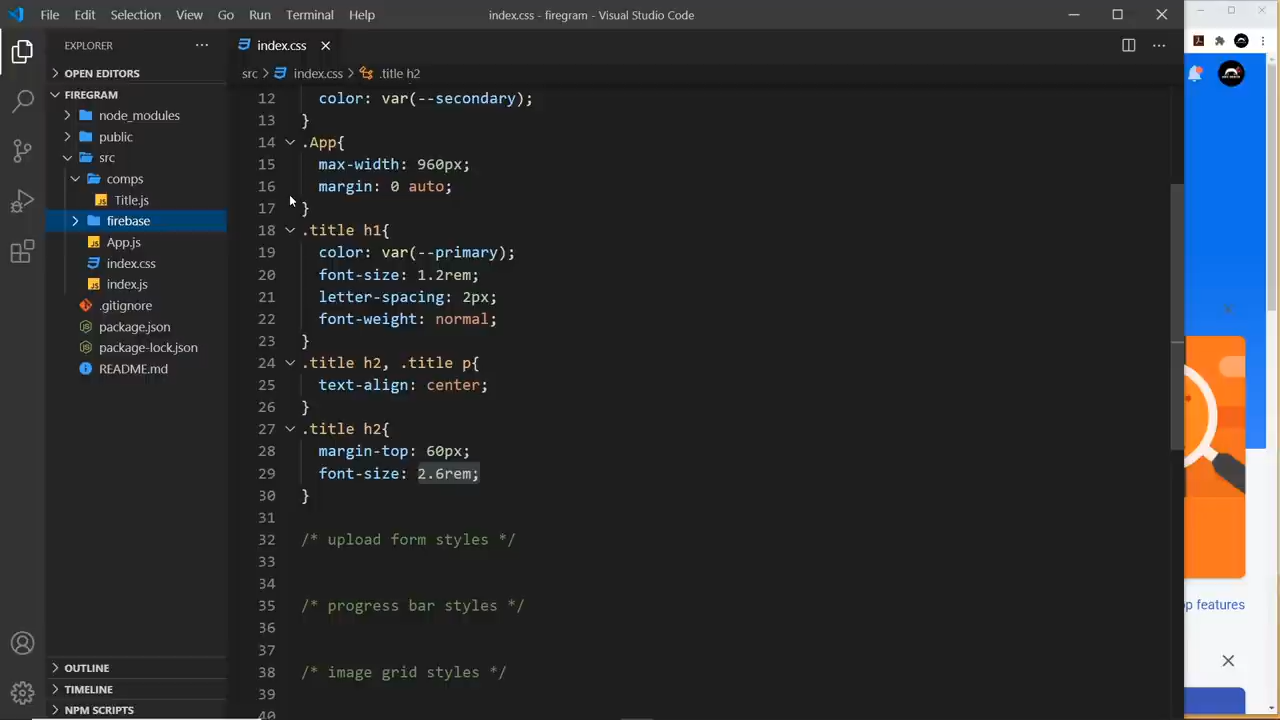 File Edit Selection View Go Run Terminal Help index.css - firegram - Visual Studio Code
EXPLORER
OPEN EDITORS
FIREGRAM
node_modules
public
src
comps
Title.js
firebase
App.js
index.css
index.js
.gitignore
package.json
package-lock.json
README.md
OUTLINE
TIMELINE
NPM SCRIPTS
index.css
src > index.css > .title h2
12 color: var(--secondary);
13 }
14 .App{
15 max-width: 960px;
16 margin: 0 auto;
17 }
18 .title h1{
19 color: var(--primary);
20 font-size: 1.2rem;
21 letter-spacing: 2px;
22 font-weight: normal;
23 }
24 .title h2, .title p{
25 text-align: center;
26 }
27 .title h2{
28 margin-top: 60px;
29 font-size: 2.6rem;
30 }
31
32 /* upload form styles */
33
34
35 /* progress bar styles */
36
37
38 /* image grid styles */
39
40
op features